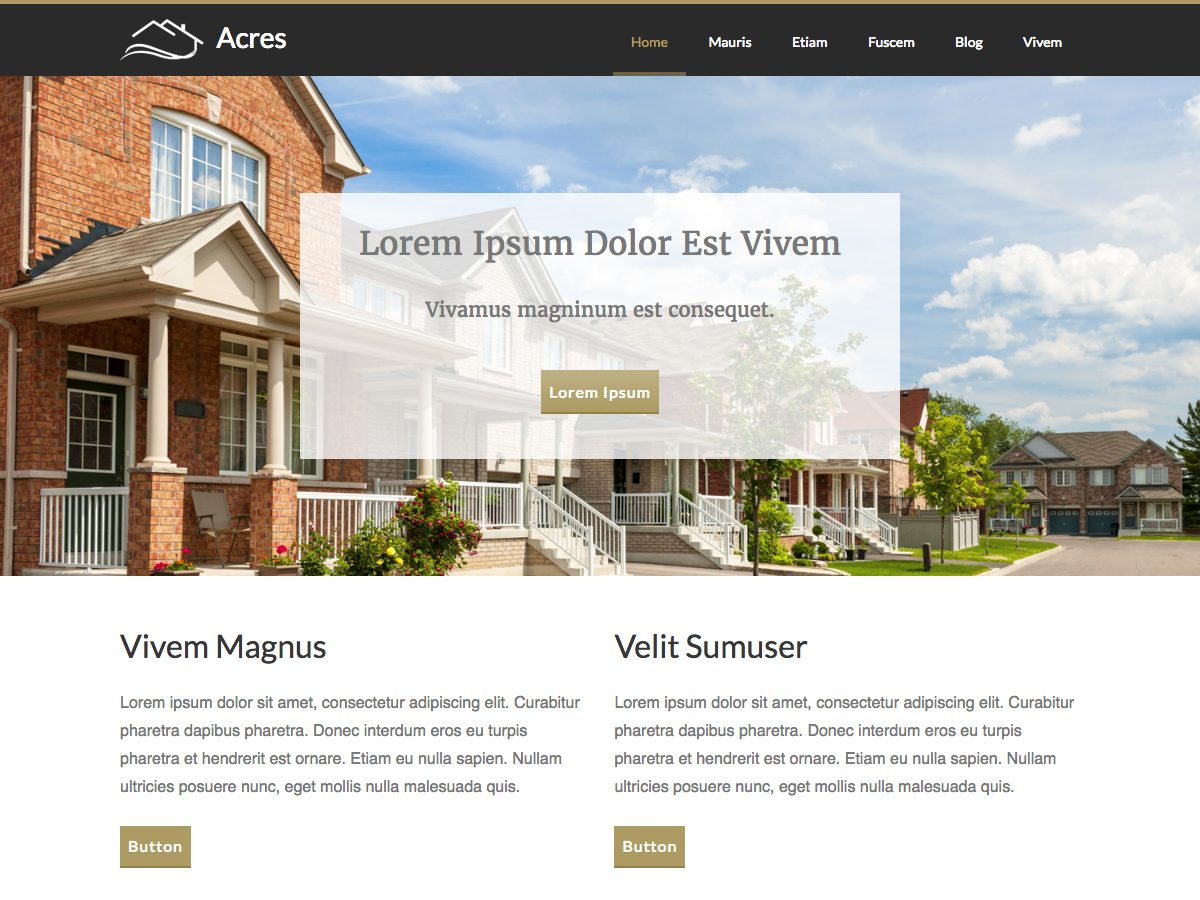 Acres
Home Mauris Etiam Fuscem Blog Vivem
Lorem Ipsum Dolor Est Vivem
Vivamus magninum est consequet.
Lorem Ipsum
Vivem Magnus
Lorem ipsum dolor sit amet, consectetur adipiscing elit. Curabitur
pharetra dapibus pharetra. Donec interdum eros eu turpis
pharetra et hendrerit est ornare. Etiam eu nulla sapien. Nullam
ultricies posuere nunc, eget mollis nulla malesuada quis.
Button
Velit Sumuser
Lorem ipsum dolor sit amet, consectetur adipiscing elit. Curabitur
pharetra dapibus pharetra. Donec interdum eros eu turpis
pharetra et hendrerit est ornare. Etiam eu nulla sapien. Nullam
ultricies posuere nunc, eget mollis nulla malesuada quis.
Button